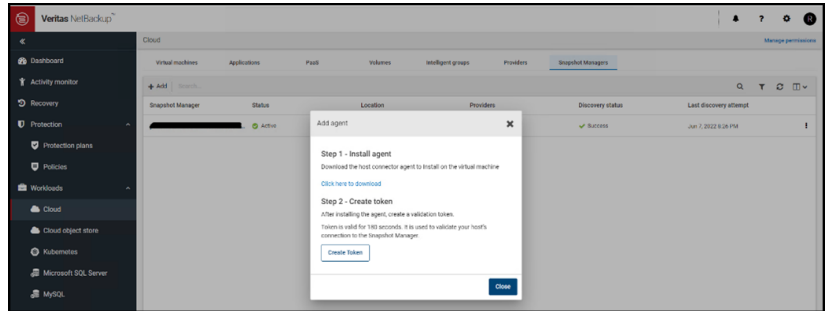 Veritas NetBackup™
?
R
«
Cloud
Manage permissions
Dashboard
Virtual machines Applications PaaS Volumes Intelligent groups Providers Snapshot Managers
Activity monitor
+ Add Search...
Recovery
Snapshot Manager Status Location Providers Discovery status Last discovery attempt
Protection
Active
Success
Jun 7, 2022 8:26 PM
Add agent
Protection plans
Step 1 - Install agent
Download the host connector agent to install on the virtual machine
Policies
Click here to download
Workloads
Step 2 - Create token
Cloud
After installing the agent, create a validation token.
Cloud object store
Token is valid for 180 seconds. It is used to validate your host's
connection to the Snapshot Manager.
Kubernetes
Create Token
Microsoft SQL Server
Close
MySQL